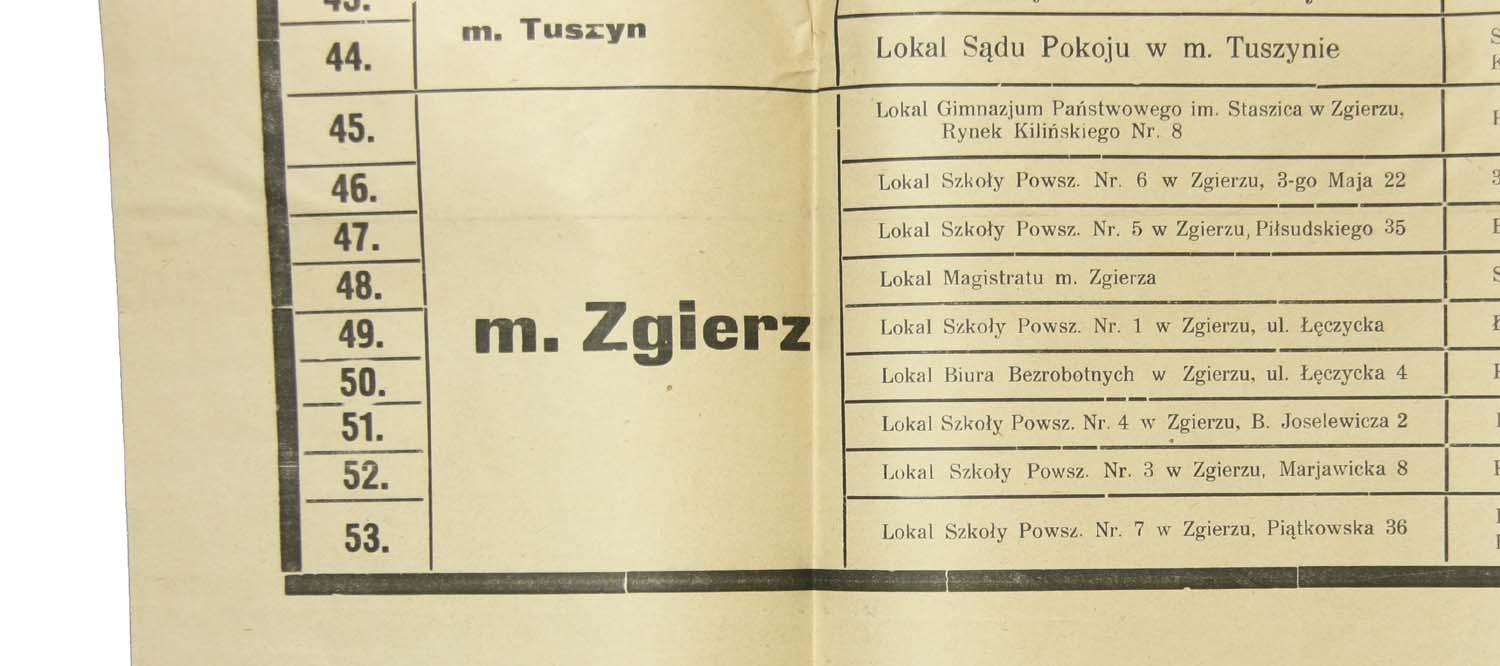 m. Tuszyn
44.
Lokal Sądu Pokoju w m. Tuszynie
m. Zgierz
45.
Lokal Gimnazjum Państwowego im. Staszica w Zgierzu,
Rynek Kilińskiego Nr. 8
46.
Lokal Szkoły Powsz. Nr. 6 w Zgierzu, 3-go Maja 22
47.
Lokal Szkoły Powsz. Nr. 5 w Zgierzu, Piłsudskiego 35
48.
Lokal Magistratu m. Zgierza
49.
Lokal Szkoły Powsz. Nr. 1 w Zgierzu, ul. Łęczycka
50.
Lokal Biura Bezrobotnych w Zgierzu, ul. Łęczycka 4
51.
Lokal Szkoły Powsz. Nr. 4 w Zgierzu, B. Joselewicza 2
52.
Lokal Szkoły Powsz. Nr. 3 w Zgierzu, Marjawicka 8
53.
Lokal Szkoły Powsz. Nr. 7 w Zgierzu, Piątkowska 36